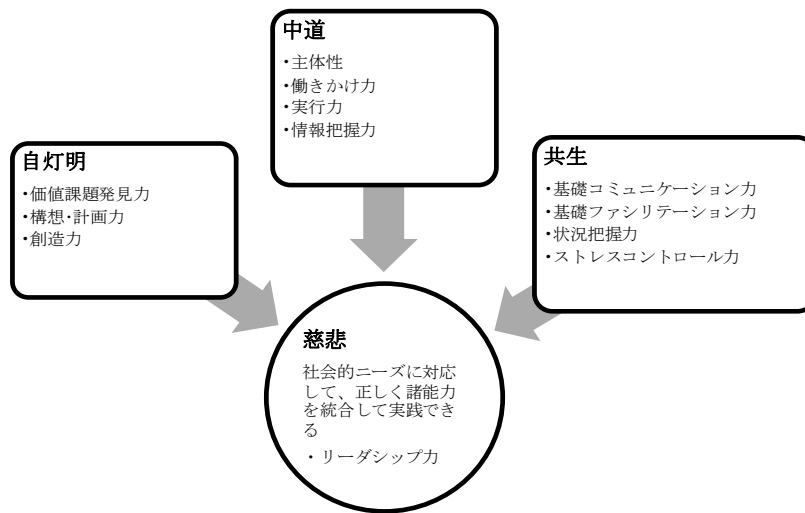 中道
・主体性
・働きかけ力
・実行力
・情報把握力
自灯明
・価値課題発見力
・構想・計画力
・創造力
共生
・基礎コミュニケーション力
・基礎ファシリテーション力
・状況把握力
・ストレスコントロール力
慈悲
社会的ニーズに対応
して、正しく諸能力
を統合して実践でき
る
・リーダシップ力